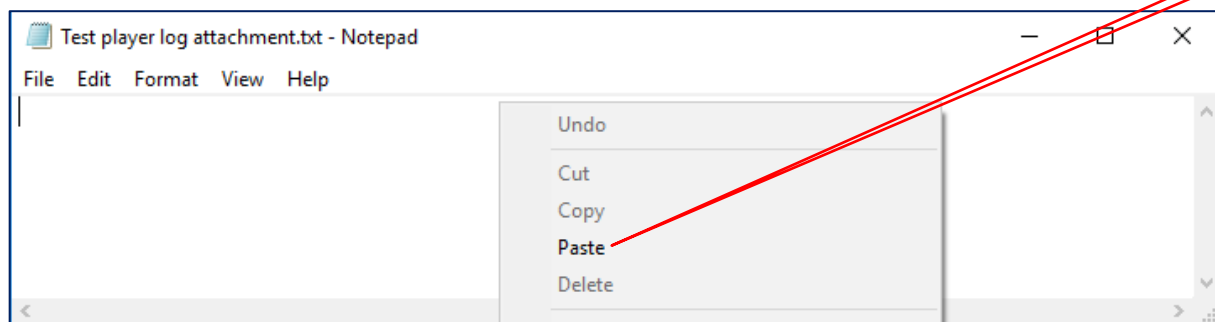 Test player log attachment.txt - Notepad
File Edit Format View Help
Undo
Cut
Copy
Paste
Delete